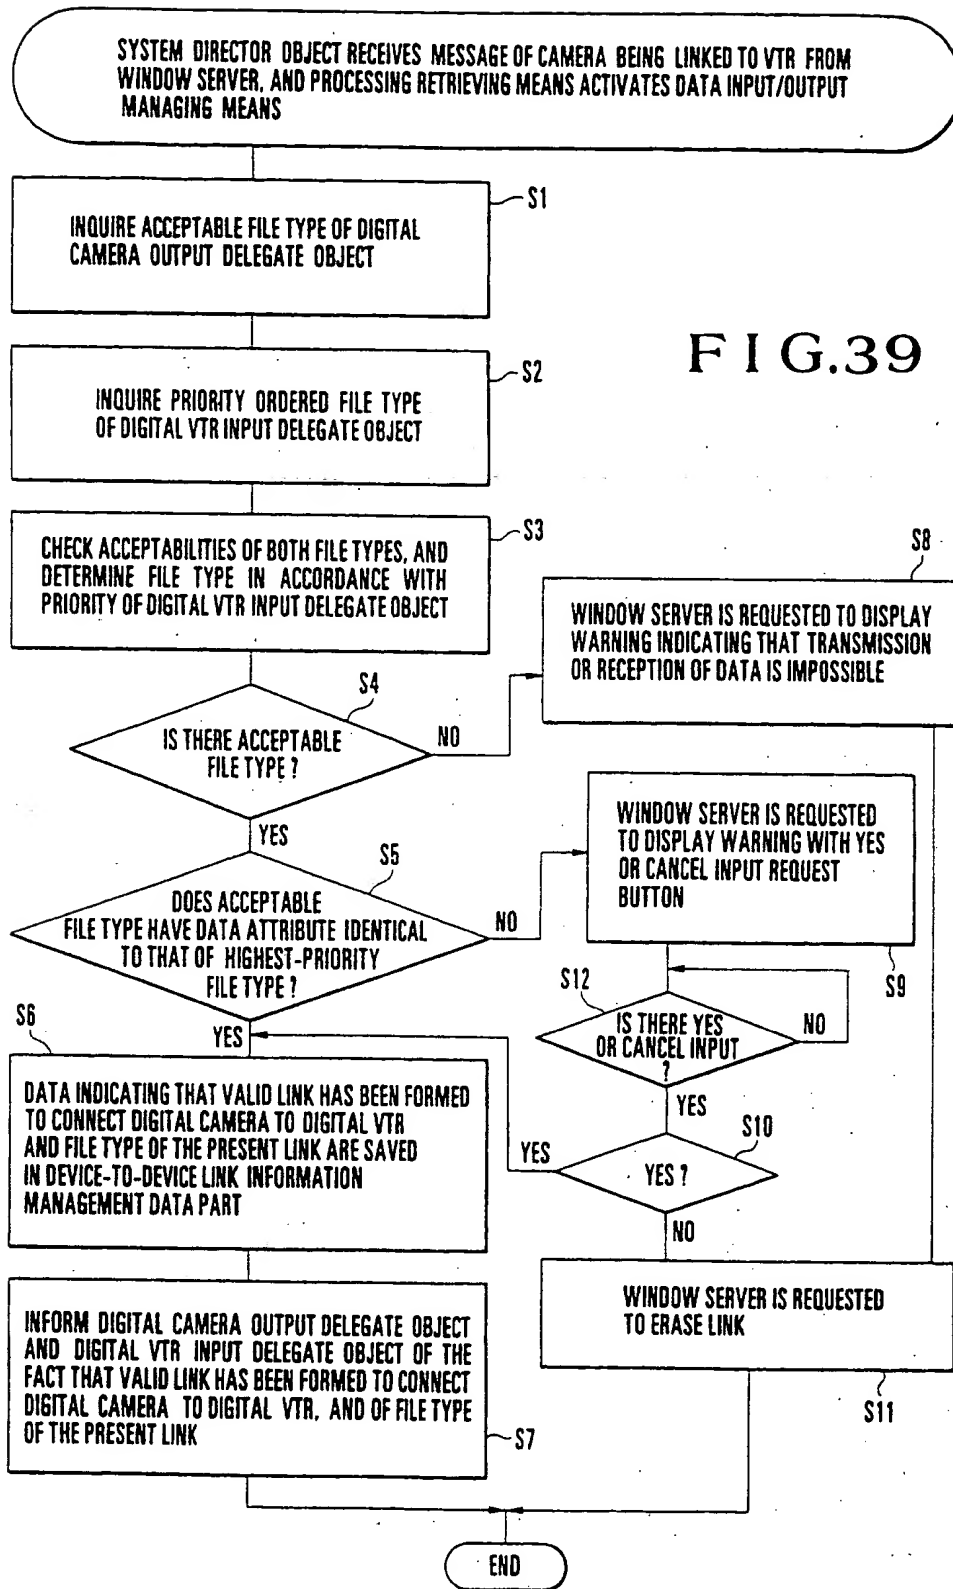 SYSTEM DIRECTOR OBJECT RECEIVES MESSAGE OF CAMERA BEING LINKED TO VTR FROM
WINDOW SERVER, AND PROCESSING RETRIEVING MEANS ACTIVATES DATA INPUT/OUTPUT
MANAGING MEANS
S1
INQUIRE ACCEPTABLE FILE TYPE OF DIGITAL
CAMERA OUTPUT DELEGATE OBJECT
FIG.39
S2
INQUIRE PRIORITY ORDERED FILE TYPE
OF DIGITAL VTR INPUT DELEGATE OBJECT
S3
CHECK ACCEPTABILITIES OF BOTH FILE TYPES, AND
DETERMINE FILE TYPE IN ACCORDANCE WITH
PRIORITY OF DIGITAL VTR INPUT DELEGATE OBJECT
S8
WINDOW SERVER IS REQUESTED TO DISPLAY
WARNING INDICATING THAT TRANSMISSION
OR RECEPTION OF DATA IS IMPOSSIBLE
S4
IS THERE ACCEPTABLE
FILE TYPE ?
NO
YES
S5
DOES ACCEPTABLE
FILE TYPE HAVE DATA ATTRIBUTE IDENTICAL
TO THAT OF HIGHEST-PRIORITY
FILE TYPE ?
NO
YES
WINDOW SERVER IS REQUESTED
TO DISPLAY WARNING WITH YES
OR CANCEL INPUT REQUEST
BUTTON
S9
S12
IS THERE YES
OR CANCEL INPUT
?
NO
YES
S10
YES ?
YES
NO
S6
DATA INDICATING THAT VALID LINK HAS BEEN FORMED
TO CONNECT DIGITAL CAMERA TO DIGITAL VTR
AND FILE TYPE OF THE PRESENT LINK ARE SAVED
IN DEVICE-TO-DEVICE LINK INFORMATION
MANAGEMENT DATA PART
WINDOW SERVER IS REQUESTED
TO ERASE LINK
S11
INFORM DIGITAL CAMERA OUTPUT DELEGATE OBJECT
AND DIGITAL VTR INPUT DELEGATE OBJECT OF THE
FACT THAT VALID LINK HAS BEEN FORMED TO CONNECT
DIGITAL CAMERA TO DIGITAL VTR, AND OF FILE TYPE
OF THE PRESENT LINK
S7
END